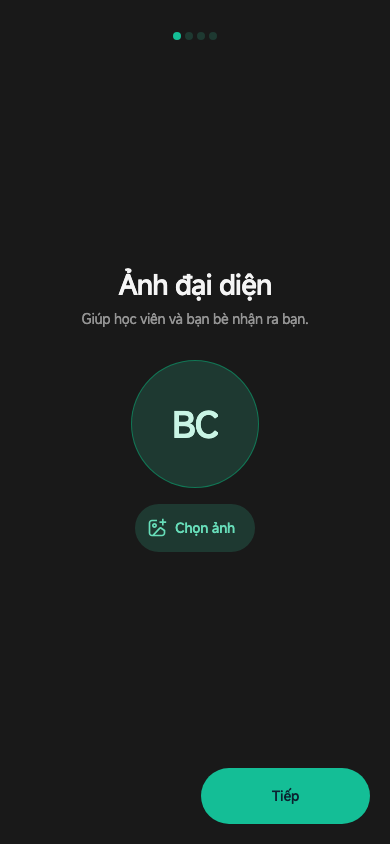 Ảnh đại diện
Giúp học viên và bạn bè nhận ra bạn.
BC
Chọn ảnh
Tiếp